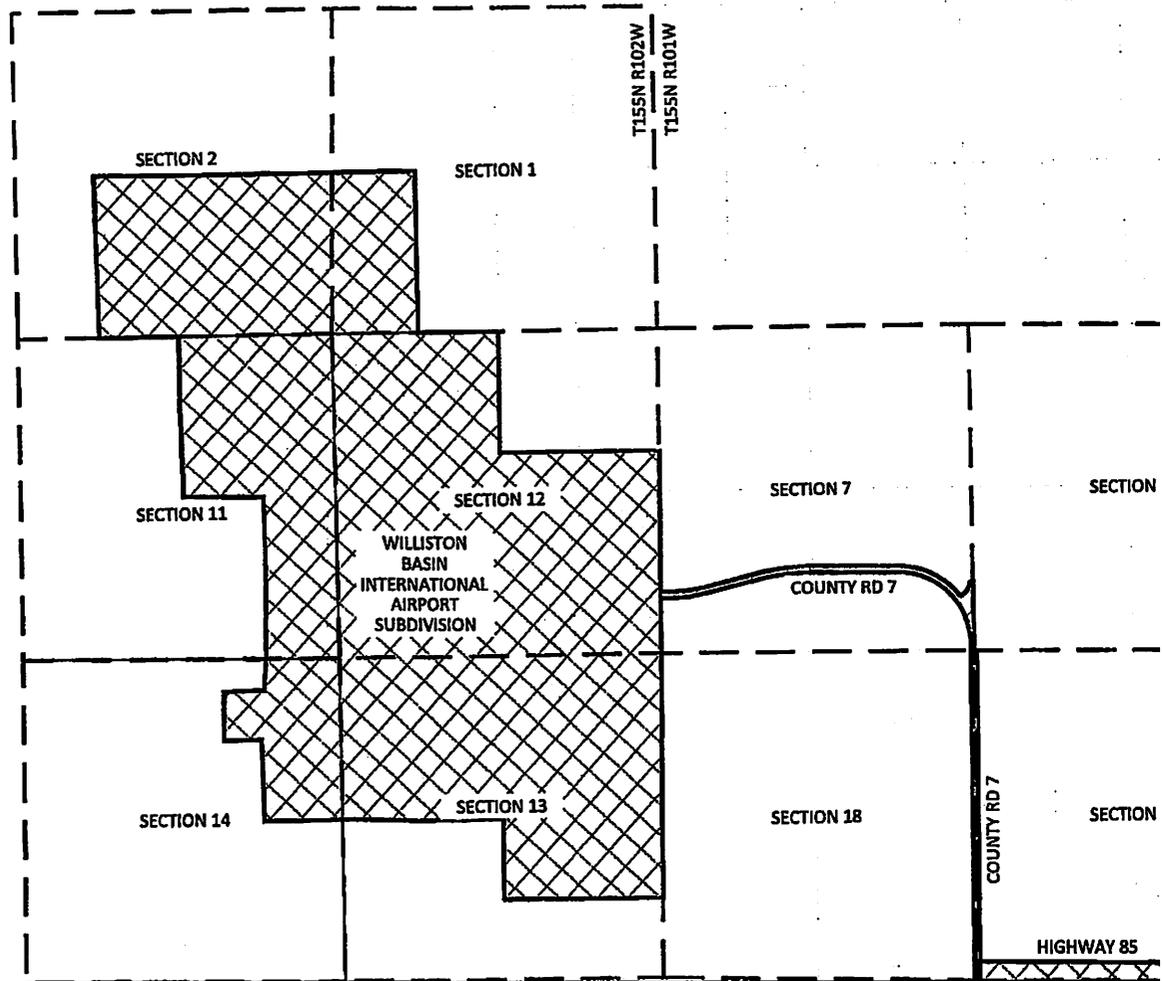 T155N R102W
T155N R101W
SECTION 2
SECTION 1
SECTION 7
SECTION
SECTION 12
SECTION 11
WILLISTON
BASIN
INTERNATIONAL
AIRPORT
SUBDIVISION
COUNTY RD 7
SECTION 14
SECTION 13
SECTION 18
SECTION
COUNTY RD 7
HIGHWAY 85